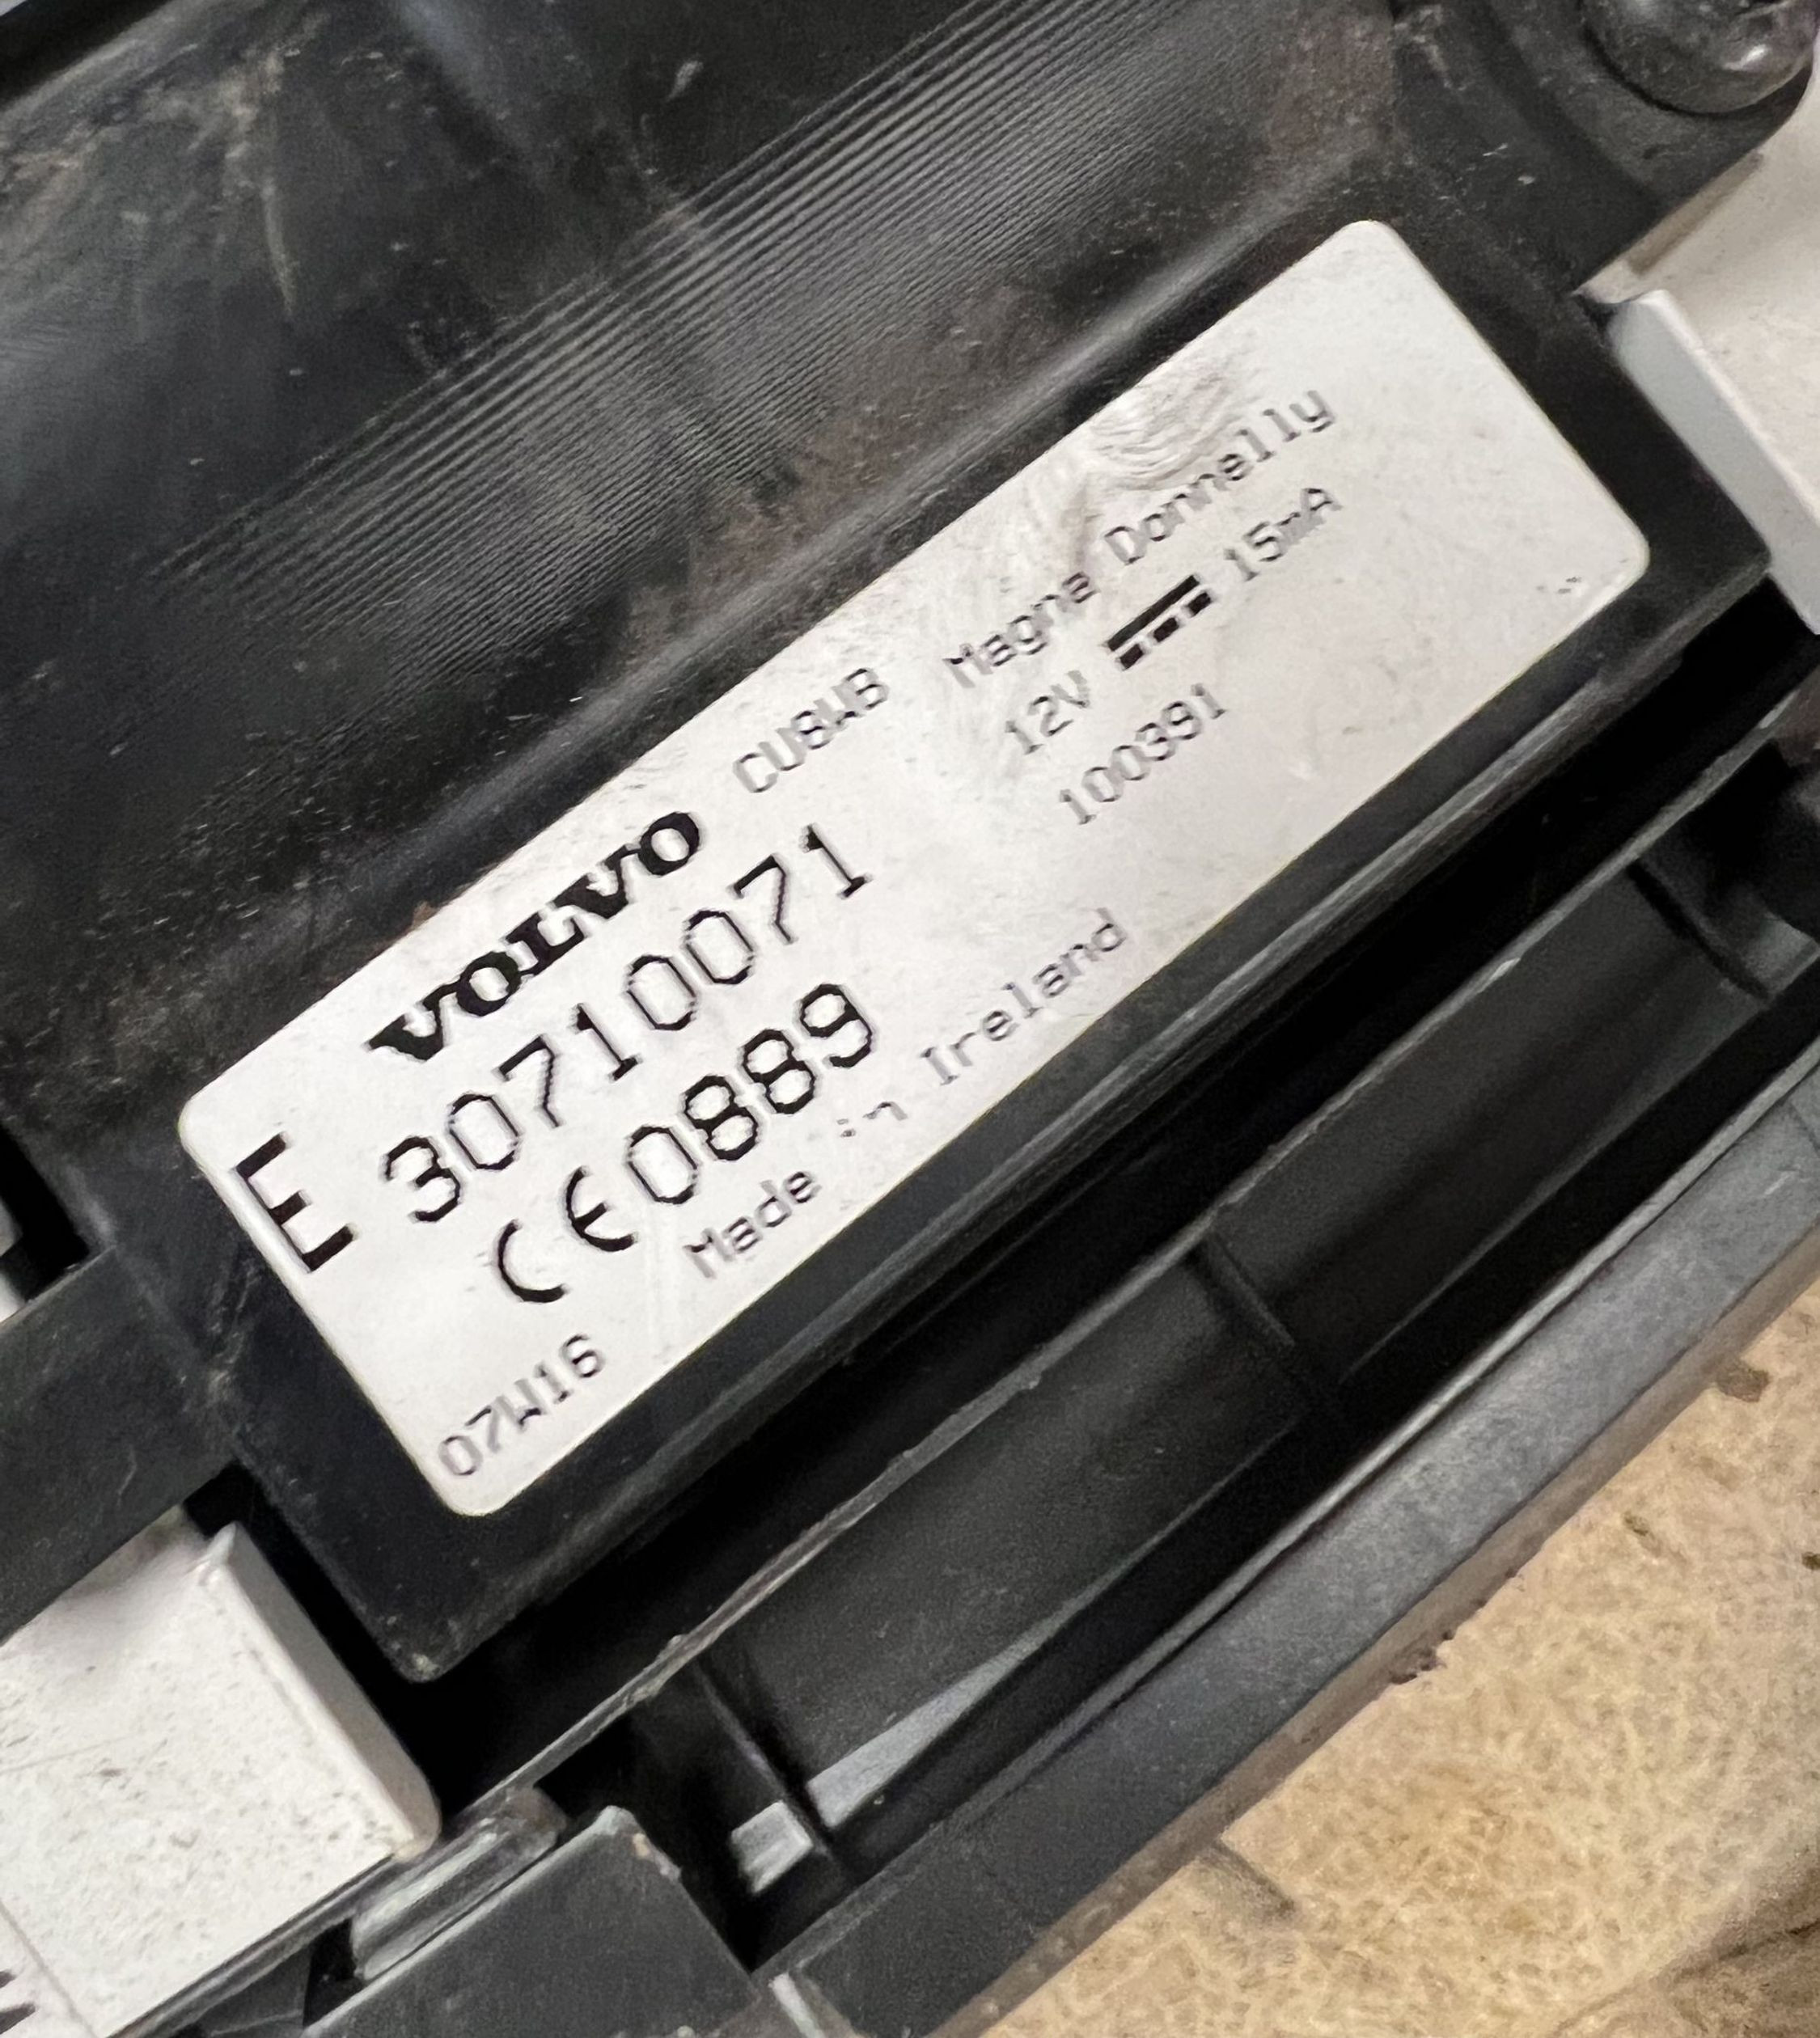 VOLVO CU8WB Magna Donnelly
E 30710071 12V 15mA
CE0889 100391
Made in Ireland
07W16